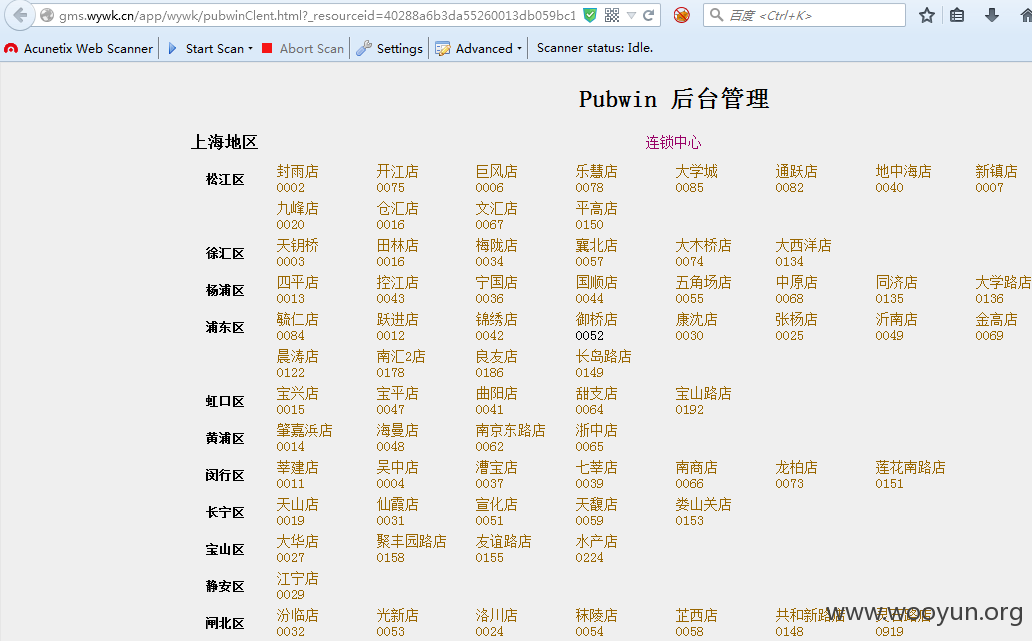 gms.wywk.cn/app/wywk/pubwinClent.html?_resourceid=40288a6b3da55260013db059bc1
百度 <Ctrl+K>
Acunetix Web Scanner Start Scan Abort Scan Settings Advanced Scanner status: Idle.
Pubwin 后台管理
上海地区 连锁中心
松江区 封雨店 开江店 巨风店 乐慧店 大学城 通跃店 地中海店 新镇店
0002 0075 0006 0078 0085 0082 0040 0007
九峰店 仓汇店 文汇店 平高店
0020 0016 0067 0150
徐汇区 天钥桥 田林店 梅陇店 襄北店 大木桥店 大西洋店
0003 0016 0034 0057 0074 0134
杨浦区 四平店 控江店 宁国店 国顺店 五角场店 中原店 同济店 大学路店
0013 0043 0036 0044 0055 0068 0135 0136
浦东区 毓仁店 跃进店 锦绣店 御桥店 康沈店 张杨店 沂南店 金高店
0084 0012 0042 0052 0030 0025 0049 0069
晨涛店 南汇2店 良友店 长岛路店
0122 0178 0186 0149
虹口区 宝兴店 宝平店 曲阳店 甜支店 宝山路店
0015 0047 0041 0064 0192
黄浦区 肇嘉浜店 海曼店 南京东路店 浙中店
0014 0048 0062 0065
闵行区 莘建店 吴中店 漕宝店 七莘店 南商店 龙柏店 莲花南路店
0011 0004 0037 0039 0066 0073 0151
长宁区 天山店 仙霞店 宣化店 天馥店 娄山关店
0019 0031 0051 0059 0153
宝山区 大华店 聚丰园路店 友谊路店 水产店
0027 0158 0155 0224
静安区 江宁店
0029
闸北区 汾临店 光新店 洛川店 秣陵店 芷西店 共和新路店 灵石路店
0032 0053 0024 0054 0058 0148 0919
www.wooyun.org